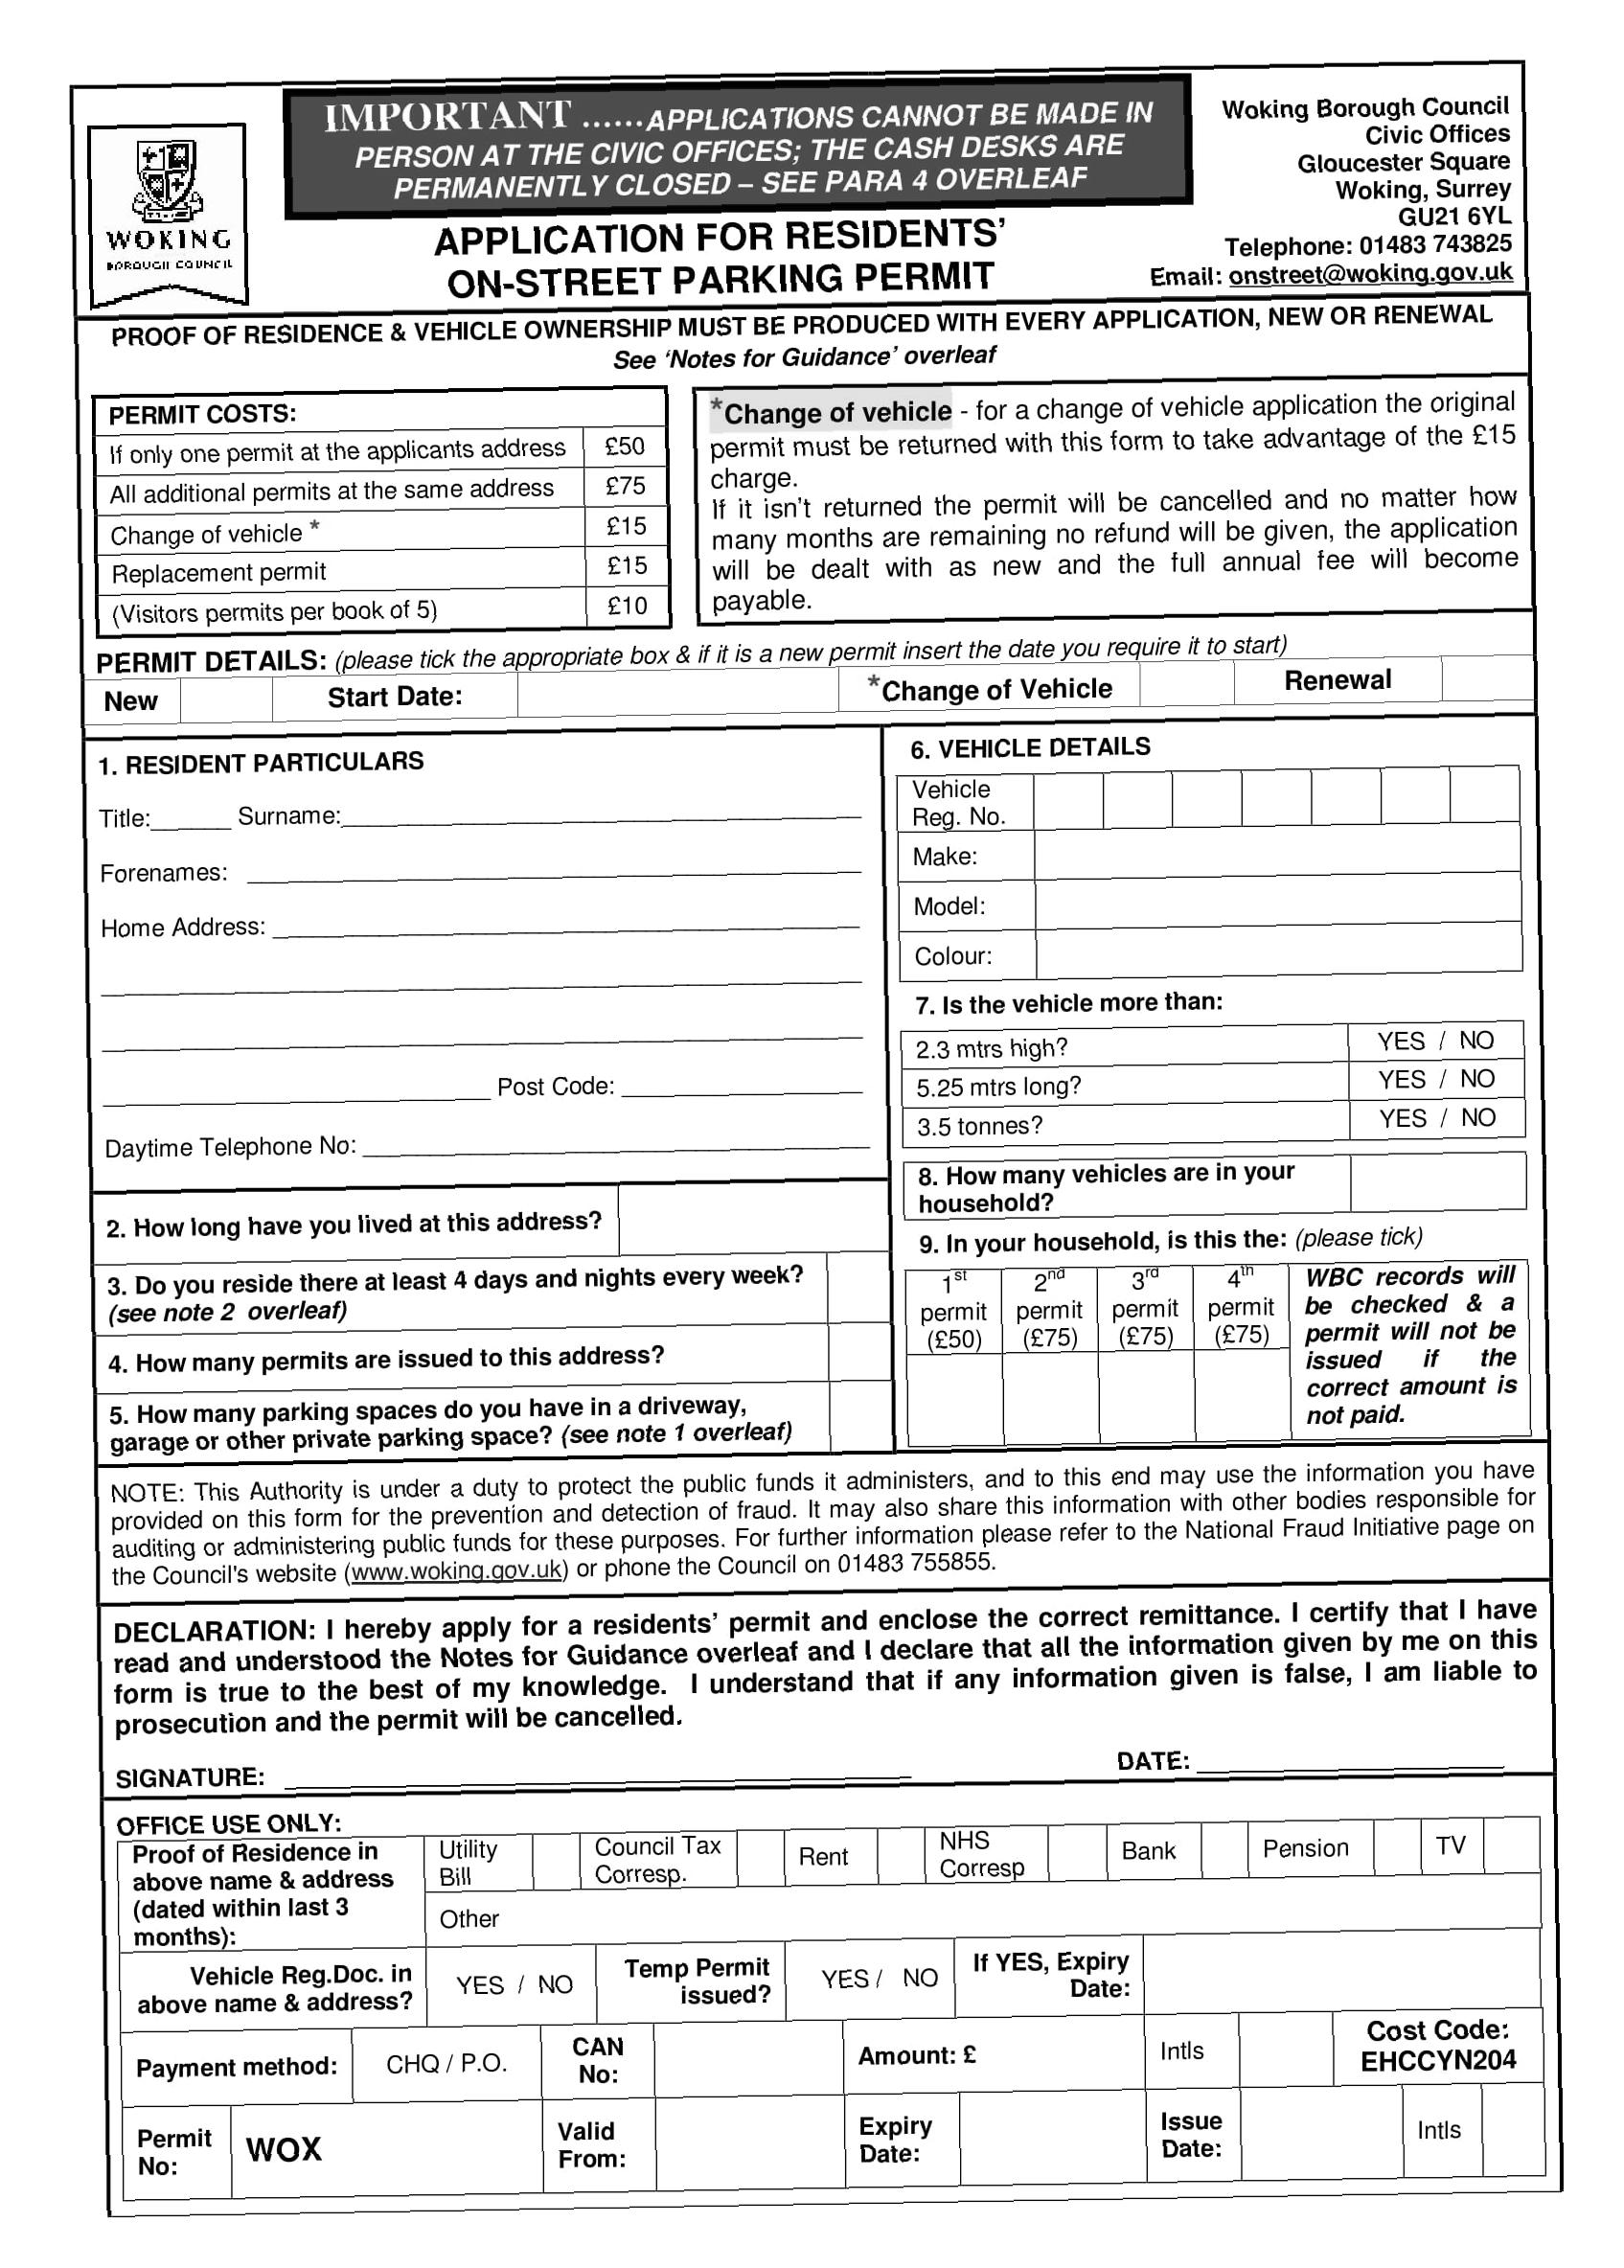 IMPORTANT ......APPLICATIONS CANNOT BE MADE IN
PERSON AT THE CIVIC OFFICES; THE CASH DESKS ARE
PERMANENTLY CLOSED – SEE PARA 4 OVERLEAF
WOKING
BOROUGH COUNCIL
APPLICATION FOR RESIDENTS'
ON-STREET PARKING PERMIT
Woking Borough Council
Civic Offices
Gloucester Square
Woking, Surrey
GU21 6YL
Telephone: 01483 743825
Email: onstreet@woking.gov.uk
PROOF OF RESIDENCE & VEHICLE OWNERSHIP MUST BE PRODUCED WITH EVERY APPLICATION, NEW OR RENEWAL
See 'Notes for Guidance' overleaf
PERMIT COSTS:
If only one permit at the applicants address £50
All additional permits at the same address £75
Change of vehicle * £15
Replacement permit £15
(Visitors permits per book of 5) £10
*Change of vehicle - for a change of vehicle application the original
permit must be returned with this form to take advantage of the £15
charge.
If it isn't returned the permit will be cancelled and no matter how
many months are remaining no refund will be given, the application
will be dealt with as new and the full annual fee will become
payable.
PERMIT DETAILS: (please tick the appropriate box & if it is a new permit insert the date you require it to start)
New Start Date: *Change of Vehicle Renewal
1. RESIDENT PARTICULARS
Title:______ Surname:______
Forenames: ______
Home Address: ______
Post Code: ______
Daytime Telephone No: ______
2. How long have you lived at this address?
3. Do you reside there at least 4 days and nights every week?
(see note 2 overleaf)
4. How many permits are issued to this address?
5. How many parking spaces do you have in a driveway,
garage or other private parking space? (see note 1 overleaf)
6. VEHICLE DETAILS
Vehicle
Reg. No.
Make:
Model:
Colour:
7. Is the vehicle more than:
2.3 mtrs high? YES / NO
5.25 mtrs long? YES / NO
3.5 tonnes? YES / NO
8. How many vehicles are in your
household?
9. In your household, is this the: (please tick)
1st permit (£50)
2nd permit (£75)
3rd permit (£75)
4th permit (£75)
WBC records will
be checked & a
permit will not be
issued if the
correct amount is
not paid.
NOTE: This Authority is under a duty to protect the public funds it administers, and to this end may use the information you have
provided on this form for the prevention and detection of fraud. It may also share this information with other bodies responsible for
auditing or administering public funds for these purposes. For further information please refer to the National Fraud Initiative page on
the Council's website (www.woking.gov.uk) or phone the Council on 01483 755855.
DECLARATION: I hereby apply for a residents' permit and enclose the correct remittance. I certify that I have
read and understood the Notes for Guidance overleaf and I declare that all the information given by me on this
form is true to the best of my knowledge. I understand that if any information given is false, I am liable to
prosecution and the permit will be cancelled.
SIGNATURE: ______ DATE: ______
OFFICE USE ONLY:
Proof of Residence in
above name & address
(dated within last 3
months):
Utility
Bill
Council Tax
Corresp.
Rent
NHS
Corresp
Bank
Pension
TV
Other
Vehicle Reg.Doc. in
above name & address?
YES / NO
Temp Permit
issued?
YES / NO
If YES, Expiry
Date:
Payment method: CHQ / P.O.
CAN
No:
Amount: £
Intls
Cost Code:
EHCCYN204
Permit
No:
WOX
Valid
From:
Expiry
Date:
Issue
Date:
Intls